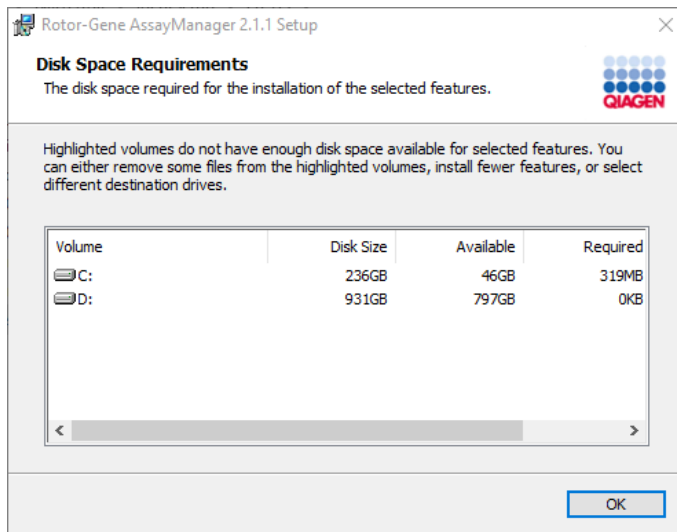 Rotor-Gene AssayManager 2.1.1 Setup
Disk Space Requirements
The disk space required for the installation of the selected features.
QIAGEN
Highlighted volumes do not have enough disk space available for selected features. You
can either remove some files from the highlighted volumes, install fewer features, or select
different destination drives.
Volume Disk Size Available Required
C: 236GB 46GB 319MB
D: 931GB 797GB 0KB
OK